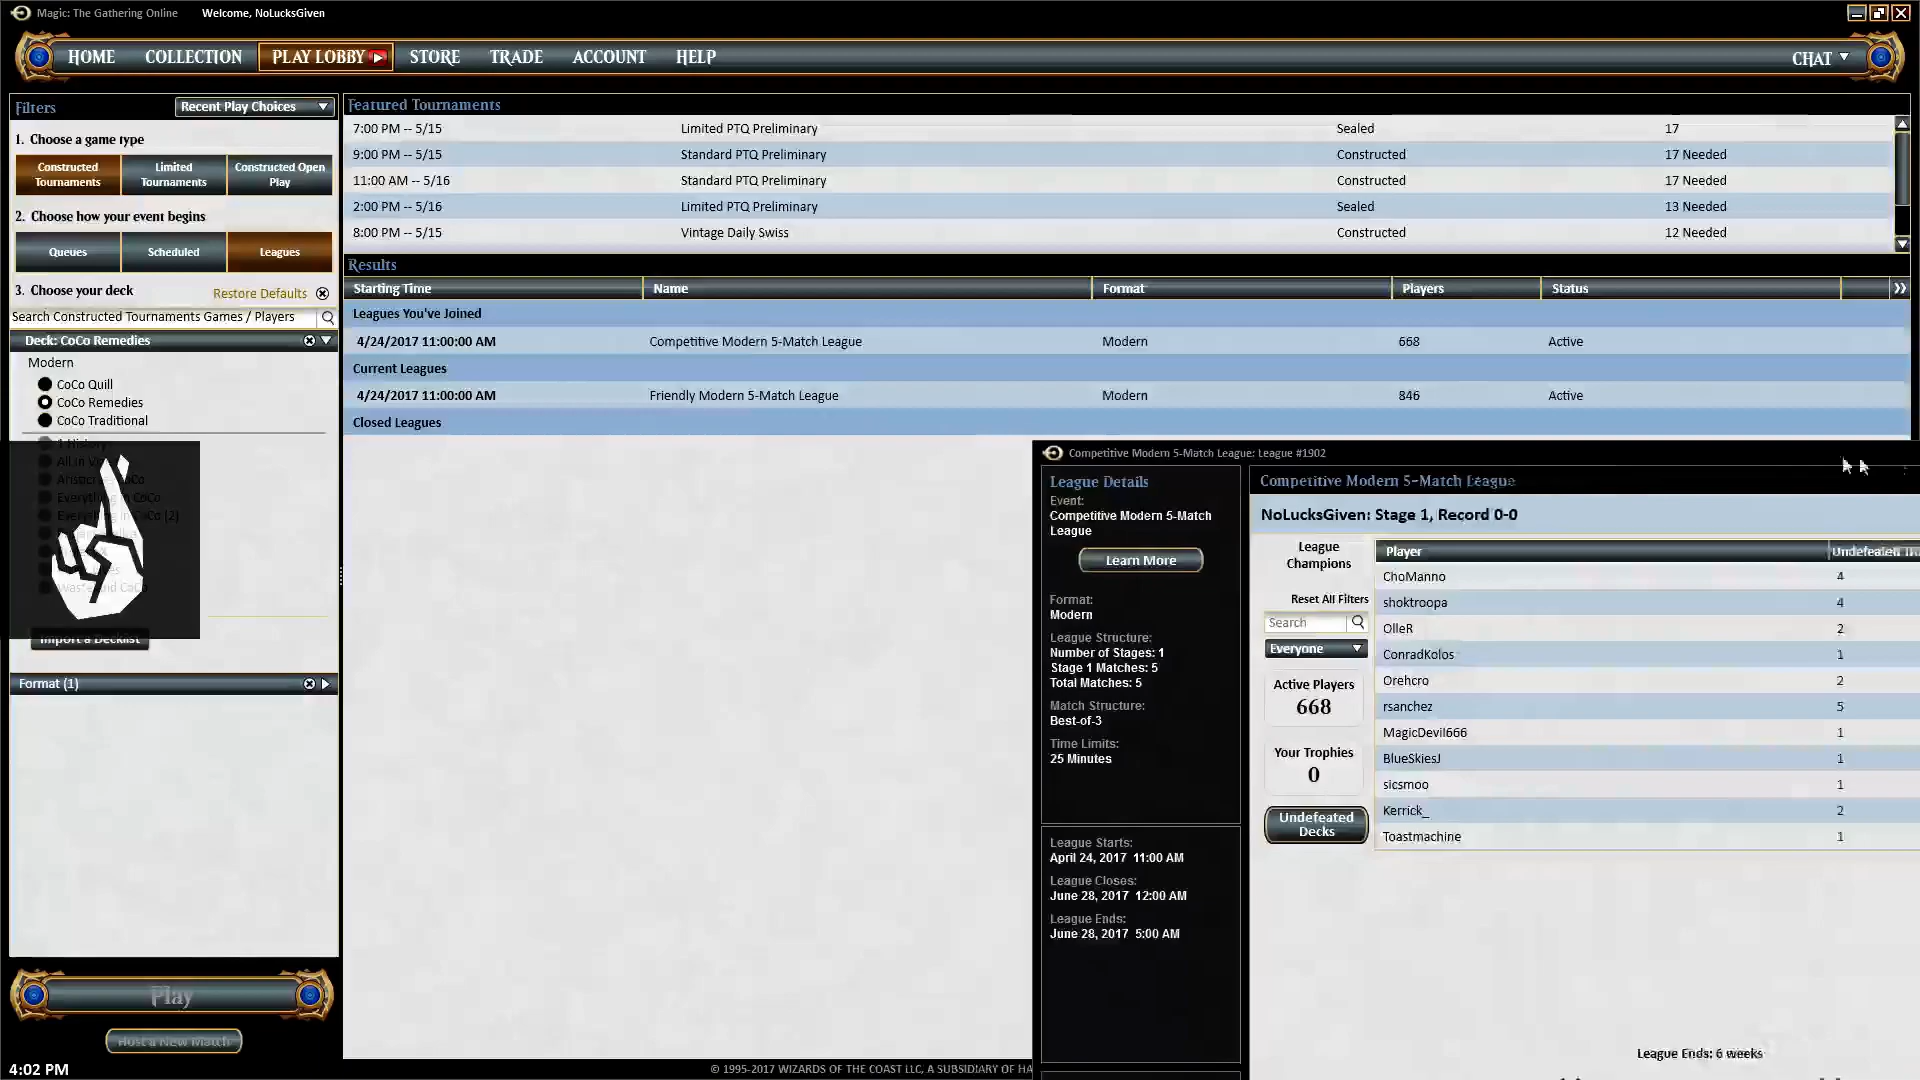 Magic: The Gathering Online Welcome, NoLucksGiven
HOME COLLECTION PLAY LOBBY STORE TRADE ACCOUNT HELP CHAT
Filters Recent Play Choices
1. Choose a game type
Constructed Tournaments
Limited Tournaments
Constructed Open Play
2. Choose how your event begins
Queues Scheduled Leagues
3. Choose your deck Restore Defaults
Search Constructed Tournaments Games / Players
Deck: CoCo Remedies
Modern
CoCo Quill
CoCo Remedies
CoCo Traditional
Import a Decklist
Format (1)
Play
Host a New Match
4:02 PM
Featured Tournaments
7:00 PM -- 5/15 Limited PTQ Preliminary Sealed 17
9:00 PM -- 5/15 Standard PTQ Preliminary Constructed 17 Needed
11:00 AM -- 5/16 Standard PTQ Preliminary Constructed 17 Needed
2:00 PM -- 5/16 Limited PTQ Preliminary Sealed 13 Needed
8:00 PM -- 5/15 Vintage Daily Swiss Constructed 12 Needed
Results
Starting Time Name Format Players Status
Leagues You've Joined
4/24/2017 11:00:00 AM Competitive Modern 5-Match League Modern 668 Active
Current Leagues
4/24/2017 11:00:00 AM Friendly Modern 5-Match League Modern 846 Active
Closed Leagues
Competitive Modern 5-Match League: League #1902
League Details
Event:
Competitive Modern 5-Match
League
Learn More
Format:
Modern
League Structure:
Number of Stages: 1
Stage 1 Matches: 5
Total Matches: 5
Match Structure:
Best-of-3
Time Limits:
25 Minutes
League Starts:
April 24, 2017 11:00 AM
League Closes:
June 28, 2017 12:00 AM
League Ends:
June 28, 2017 5:00 AM
Competitive Modern 5-Match League
NoLucksGiven: Stage 1, Record 0-0
League
Champions
Reset All Filters
Search
Everyone
Active Players
668
Your Trophies
0
Undefeated
Decks
Player Undefeated
ChoManno 4
shoktroopa 4
OlleR 2
ConradKolos 1
Orehcro 2
rsanchez 5
MagicDevil666 1
BlueSkiesJ 1
sicsmoo 1
Kerrick_ 2
Toastmachine 1
League Ends: 6 weeks
© 1995-2017 WIZARDS OF THE COAST LLC, A SUBSIDIARY OF HA